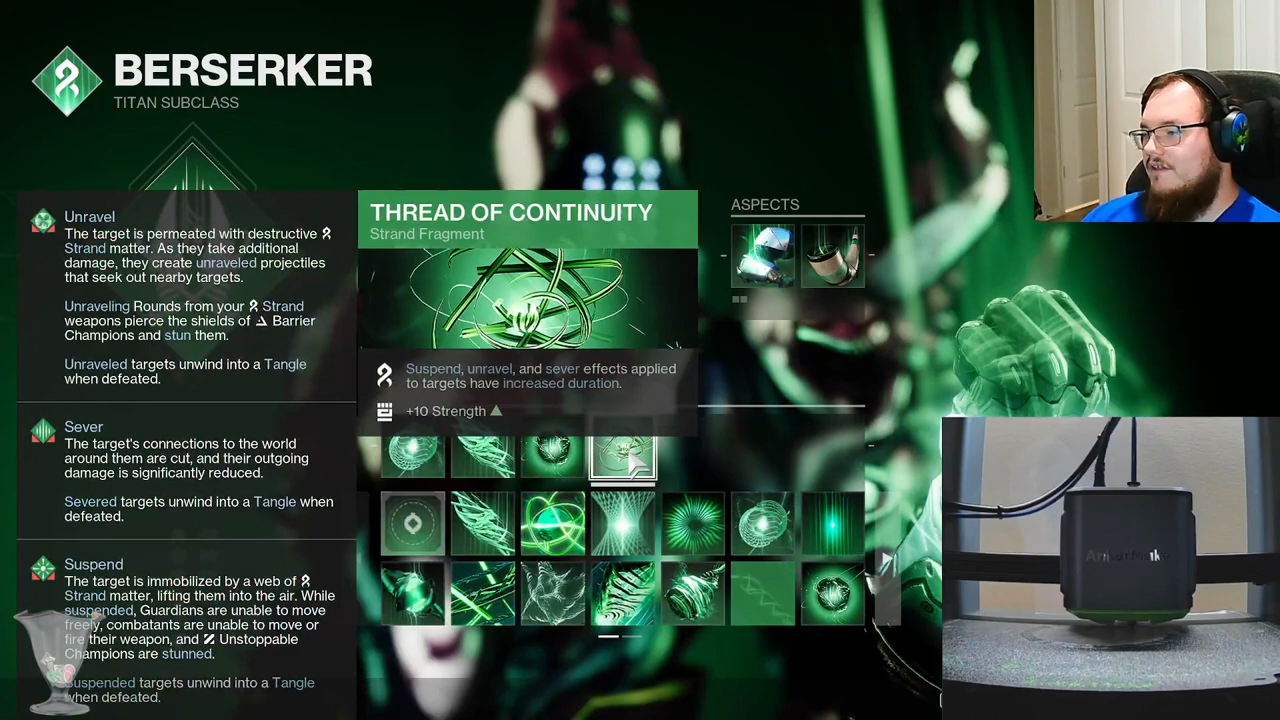 BERSERKER
TITAN SUBCLASS
Unravel
The target is permeated with destructive
Strand matter. As they take additional
damage, they create unraveled projectiles
that seek out nearby targets.
Unraveling Rounds from your Strand
weapons pierce the shields of Barrier
Champions and stun them.
Unraveled targets unwind into a Tangle
when defeated.
Sever
The target's connections to the world
around them are cut, and their outgoing
damage is significantly reduced.
Severed targets unwind into a Tangle when
defeated.
Suspend
The target is immobilized by a web of
Strand matter, lifting them into the air. While
suspended, Guardians are unable to move
freely, combatants are unable to move or
fire their weapon, and Unstoppable
Champions are stunned.
Suspended targets unwind into a Tangle
when defeated.
THREAD OF CONTINUITY
Strand Fragment
Suspend, unravel, and sever effects applied
to targets have increased duration.
+10 Strength
ASPECTS